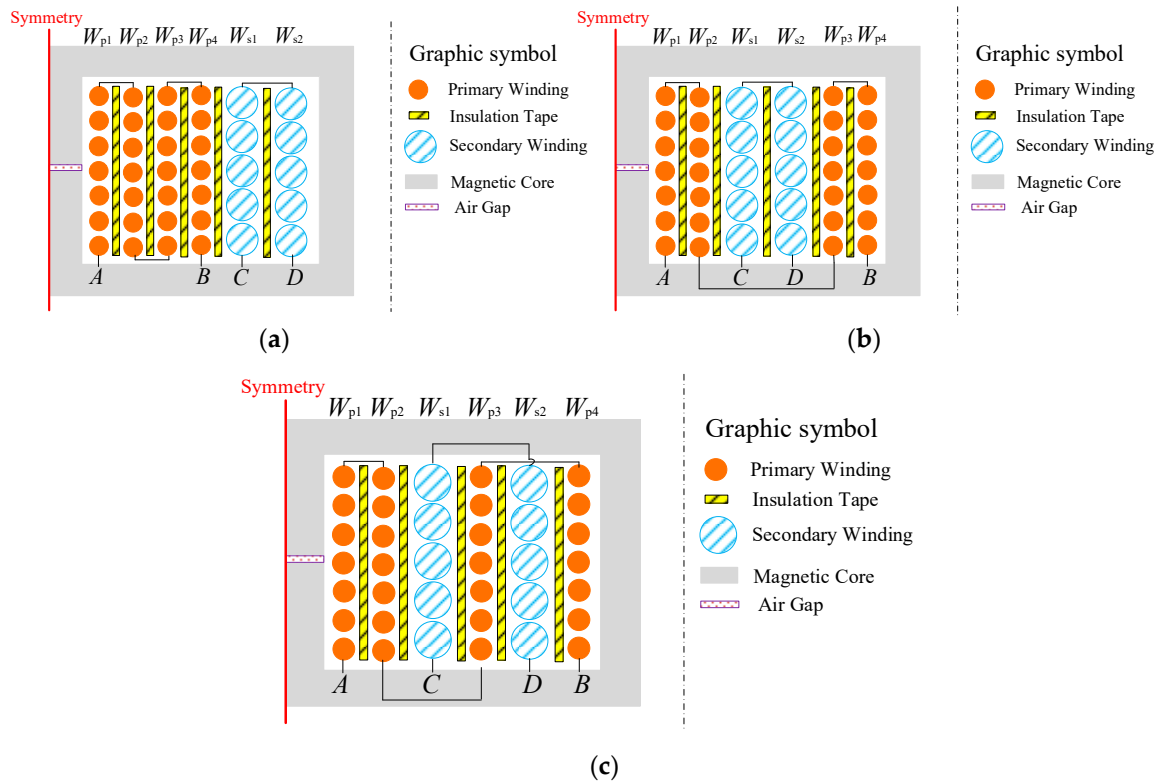 Symmetry
Wp1 Wp2 Wp3 Wp4 Ws1 Ws2
A B C D
Graphic symbol
Primary Winding
Insulation Tape
Secondary Winding
Magnetic Core
Air Gap
(a)
Symmetry
Wp1 Wp2 Ws1 Ws2 Wp3 Wp4
A C D B
Graphic symbol
Primary Winding
Insulation Tape
Secondary Winding
Magnetic Core
Air Gap
(b)
Symmetry
Wp1 Wp2 Ws1 Wp3 Ws2 Wp4
A C D B
Graphic symbol
Primary Winding
Insulation Tape
Secondary Winding
Magnetic Core
Air Gap
(c)